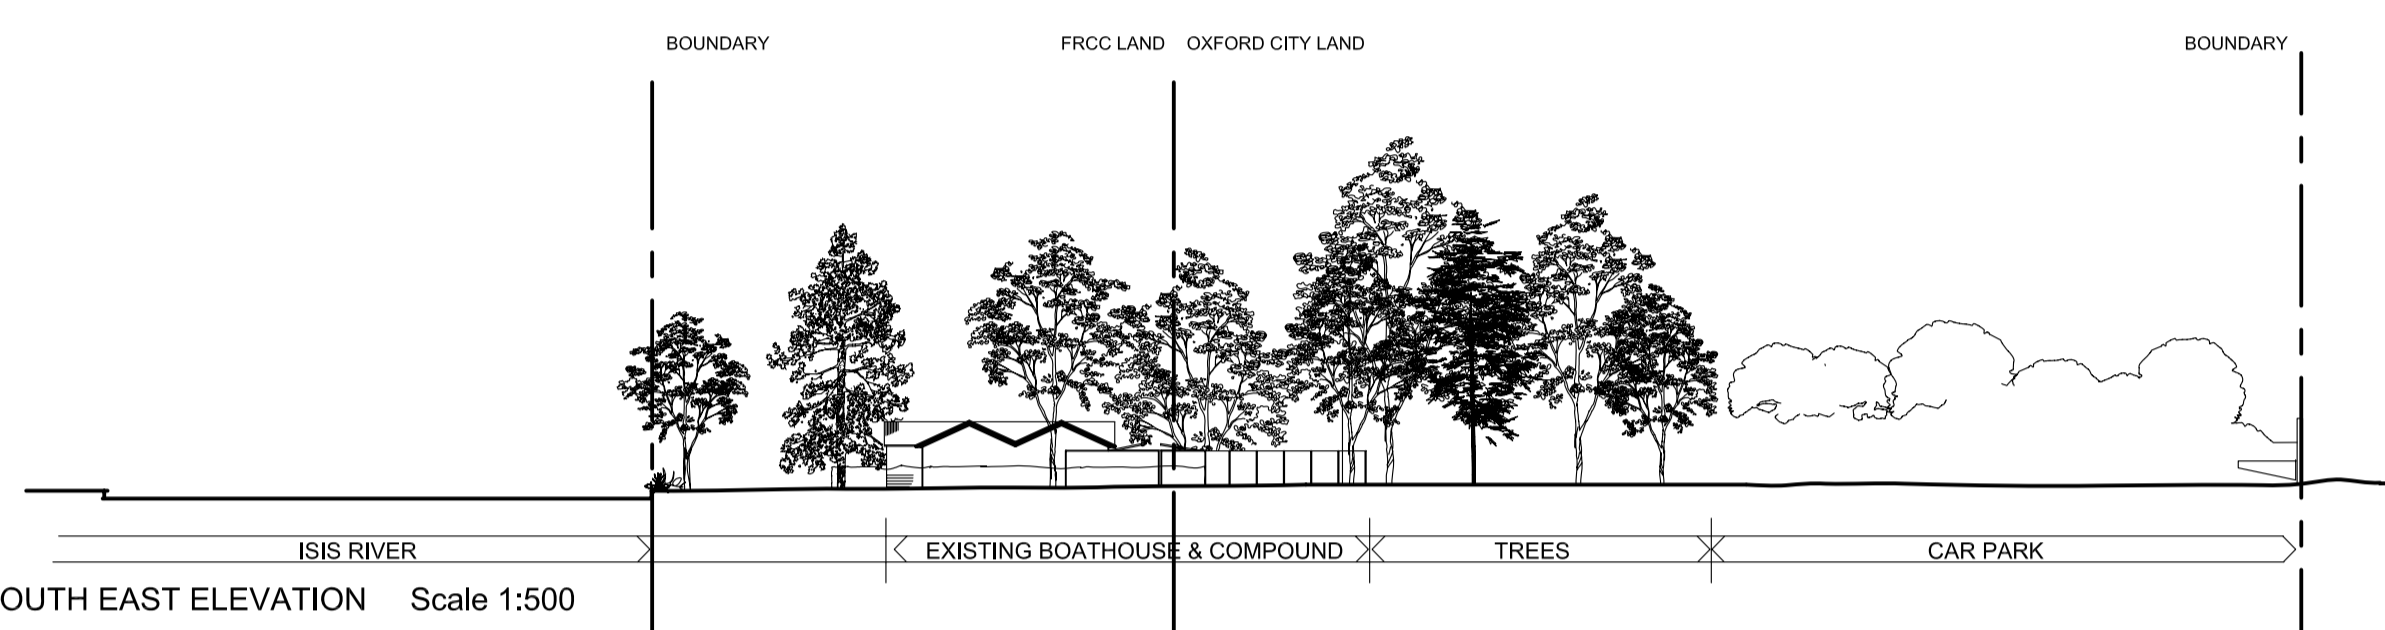 BOUNDARY
FRCC LAND
OXFORD CITY LAND
BOUNDARY
ISIS RIVER
EXISTING BOATHOUSE & COMPOUND
TREES
CAR PARK
OUTH EAST ELEVATION Scale 1:500